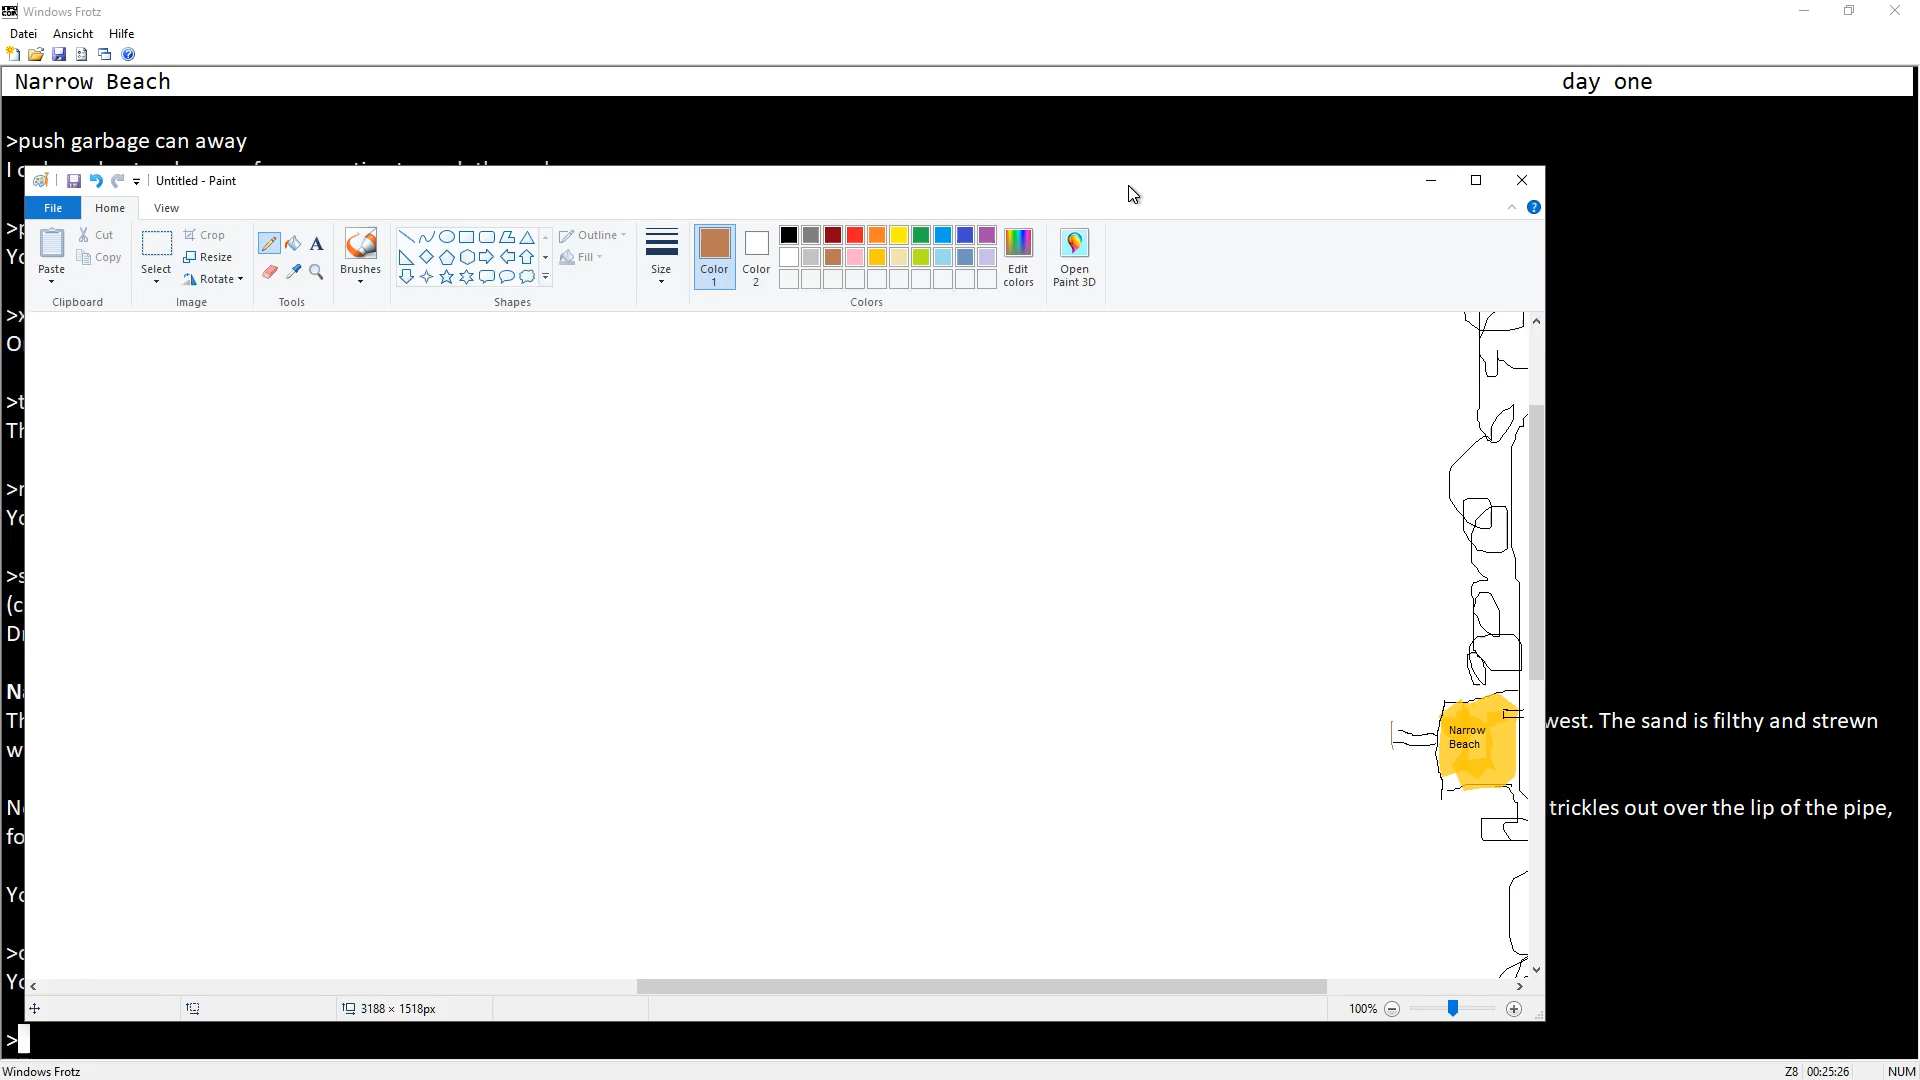 Windows Frotz
Datei Ansicht Hilfe
Narrow Beach day one
>push garbage can away
Untitled - Paint
File Home View
Paste
Cut
Copy
Clipboard
Select
Crop
Resize
Rotate
Image
Tools
Brushes
Shapes
Outline
Fill
Size
Color 1
Color 2
Colors
Edit colors
Open Paint 3D
Narrow
Beach
west. The sand is filthy and strewn
trickles out over the lip of the pipe,
3188 × 1518px
100%
>
Windows Frotz
Z8 00:25:26 NUM